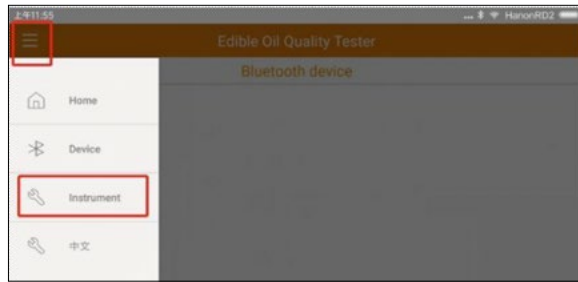 上午11:55
... HanonRD2
Edible Oil Quality Tester
Bluetooth device
Home
Device
Instrument
中文